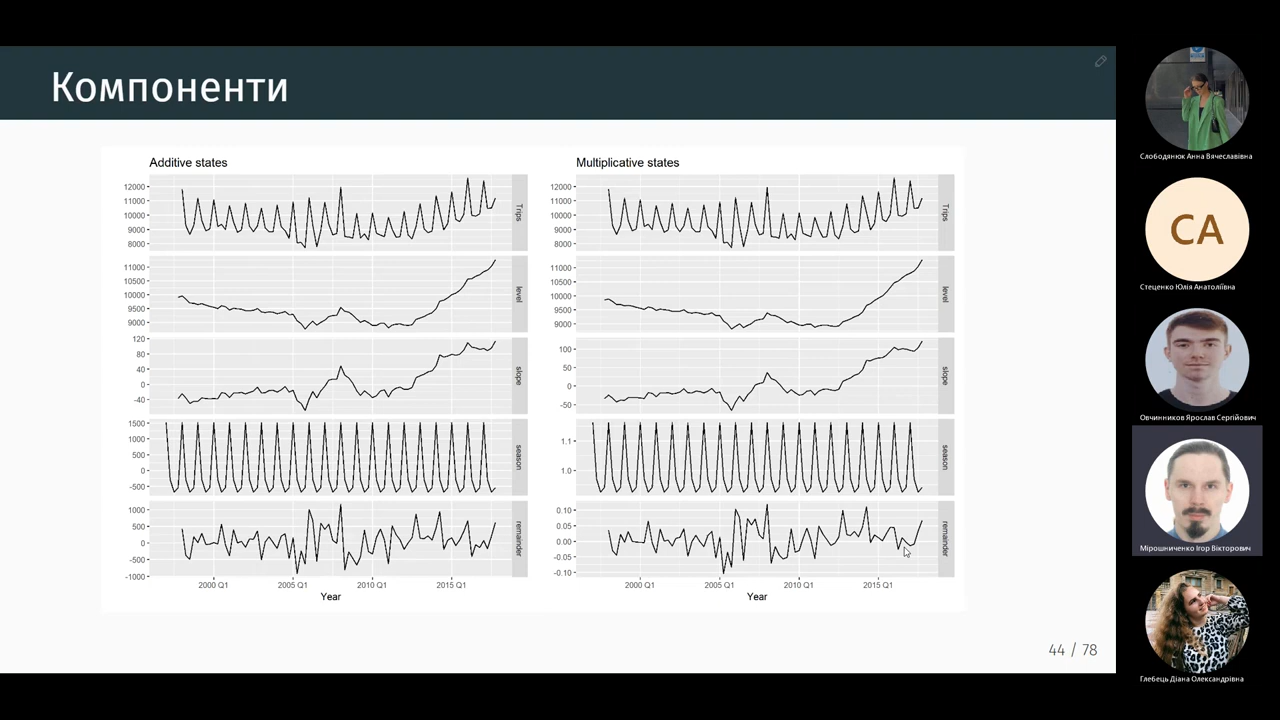 Компоненти
Additive states
12000
11000
10000
9000
8000
Trips
11000
10500
10000
9500
9000
level
120
80
40
0
-40
slope
1500
1000
500
0
-500
season
1000
500
0
-500
-1000
remainder
2000 Q1 2005 Q1 2010 Q1 2015 Q1
Year
Multiplicative states
12000
11000
10000
9000
8000
Trips
11000
10500
10000
9500
9000
level
100
50
0
-50
slope
1.1
1.0
season
0.10
0.05
0.00
-0.05
-0.10
remainder
2000 Q1 2005 Q1 2010 Q1 2015 Q1
Year
44 / 78
Слободянюк Анна Вячеславівна
СА
Стеценко Юлія Анатоліївна
Овчинников Ярослав Сергійович
Мірошниченко Ігор Вікторович
Глебець Діана Олександрівна